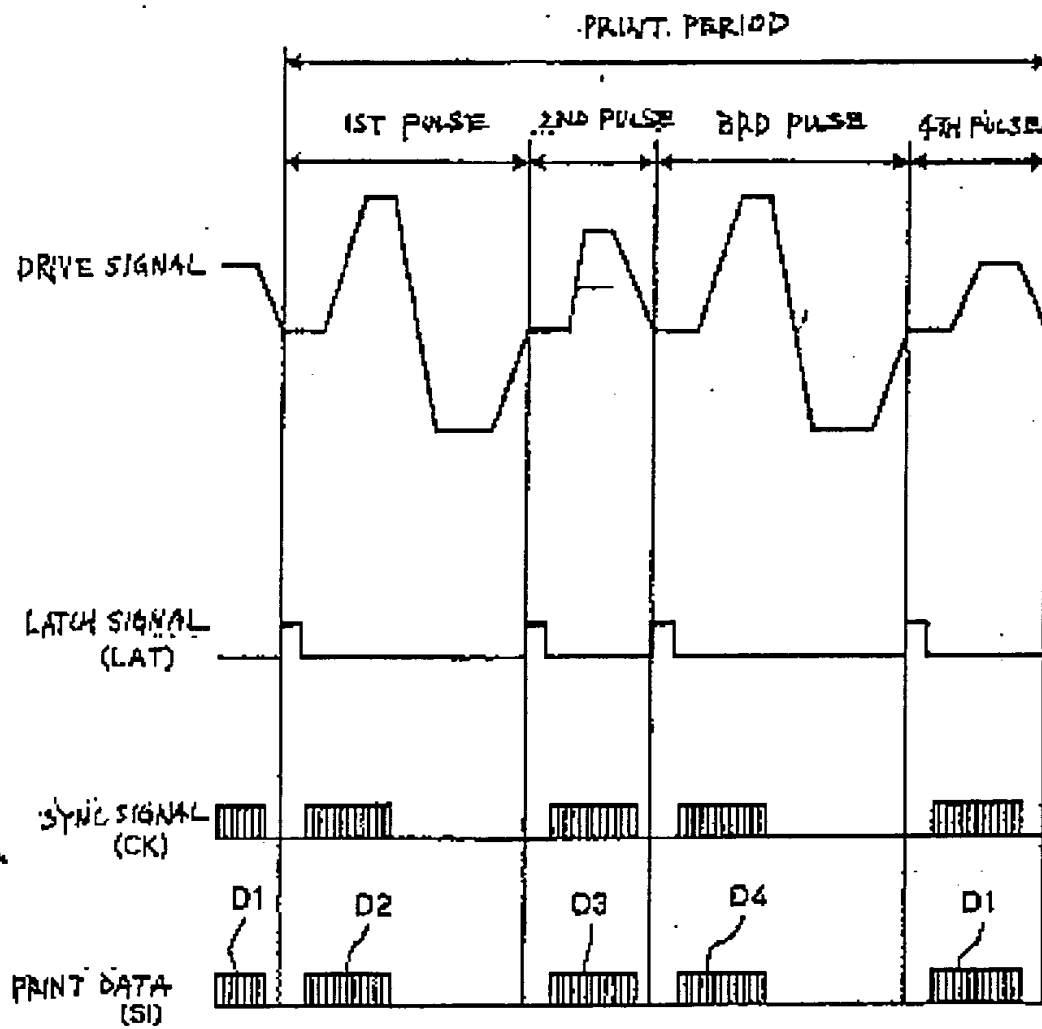 PRINT. PERIOD
1ST PULSE
2ND PULSE
3RD PULSE
4TH PULSE
DRIVE SIGNAL
LATCH SIGNAL
(LAT)
SYNC SIGNAL
(CK)
D1
D2
D3
D4
D1
PRINT DATA
(SI)